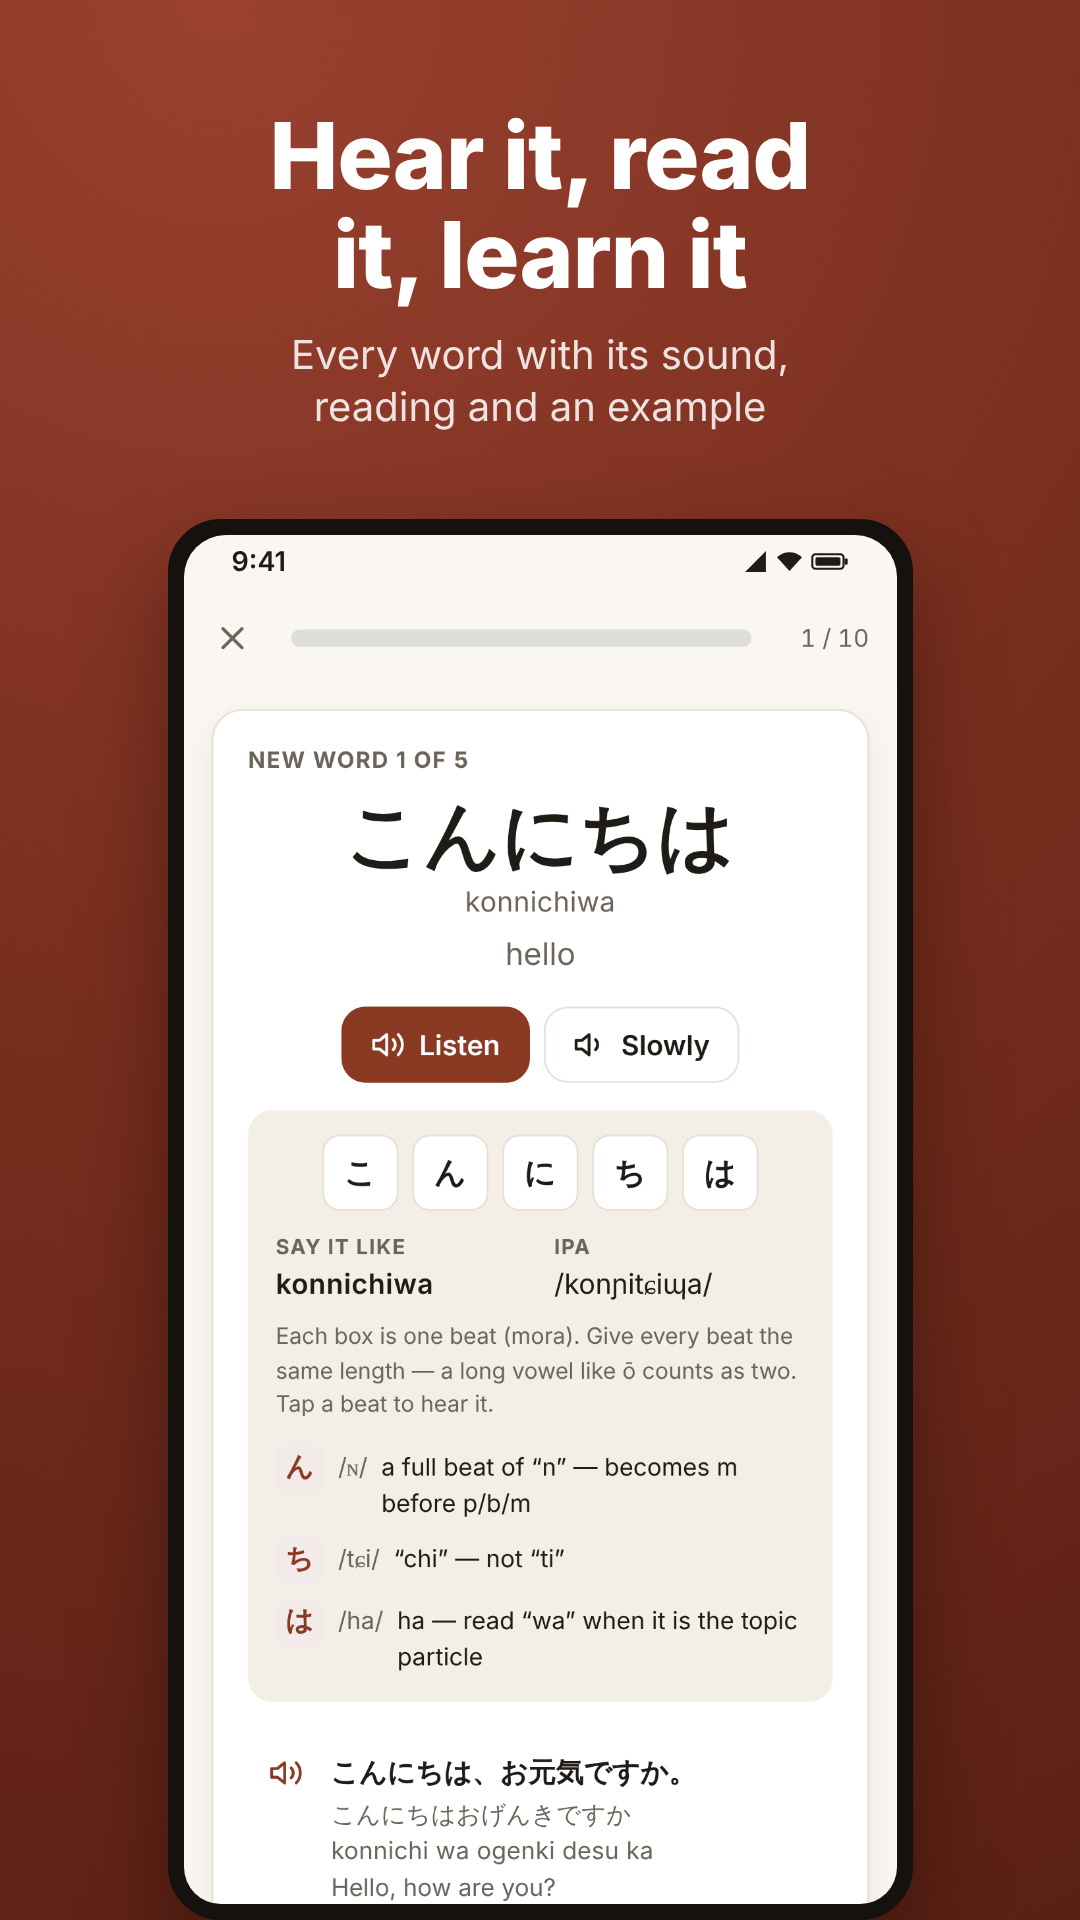 Hear it, read
it, learn it
Every word with its sound,
reading and an example
9:41
1 / 10
NEW WORD 1 OF 5
こんにちは
konnichiwa
hello
Listen
Slowly
こ ん に ち は
SAY IT LIKE
konnichiwa
IPA
/koɲɲitɕiɰa/
Each box is one beat (mora). Give every beat the
same length — a long vowel like ō counts as two.
Tap a beat to hear it.
ん /ɴ/ a full beat of “n” — becomes m
before p/b/m
ち /tɕi/ “chi” — not “ti”
は /ha/ ha — read “wa” when it is the topic
particle
こんにちは、お元気ですか。
こんにちはおげんきですか
konnichi wa ogenki desu ka
Hello, how are you?